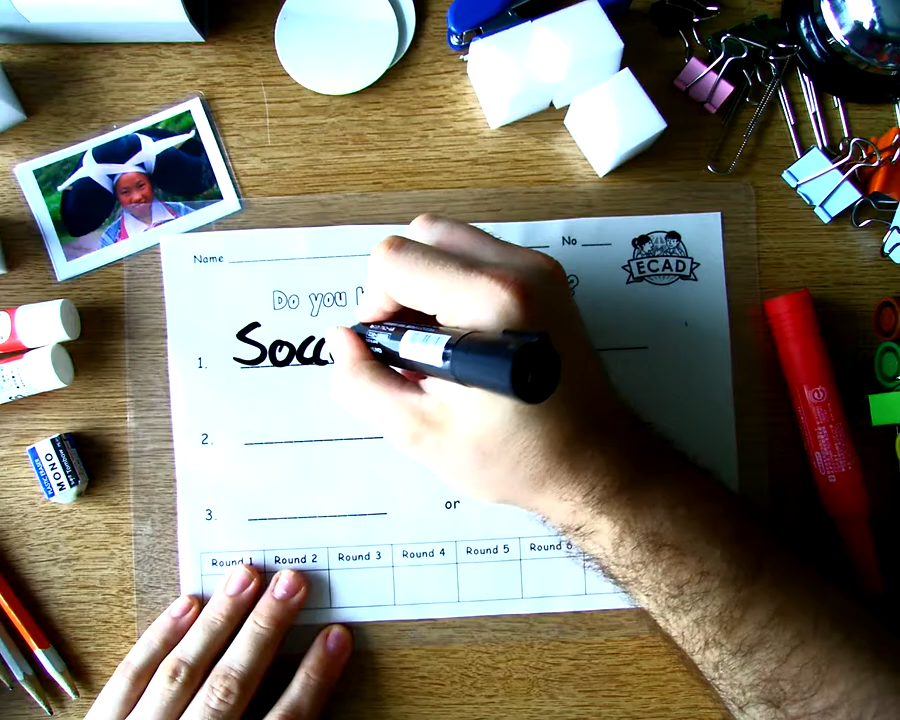 Name No
ECAD
Do you
1. Socc
2.
3. or
Round 1 Round 2 Round 3 Round 4 Round 5 Round 6
MONO